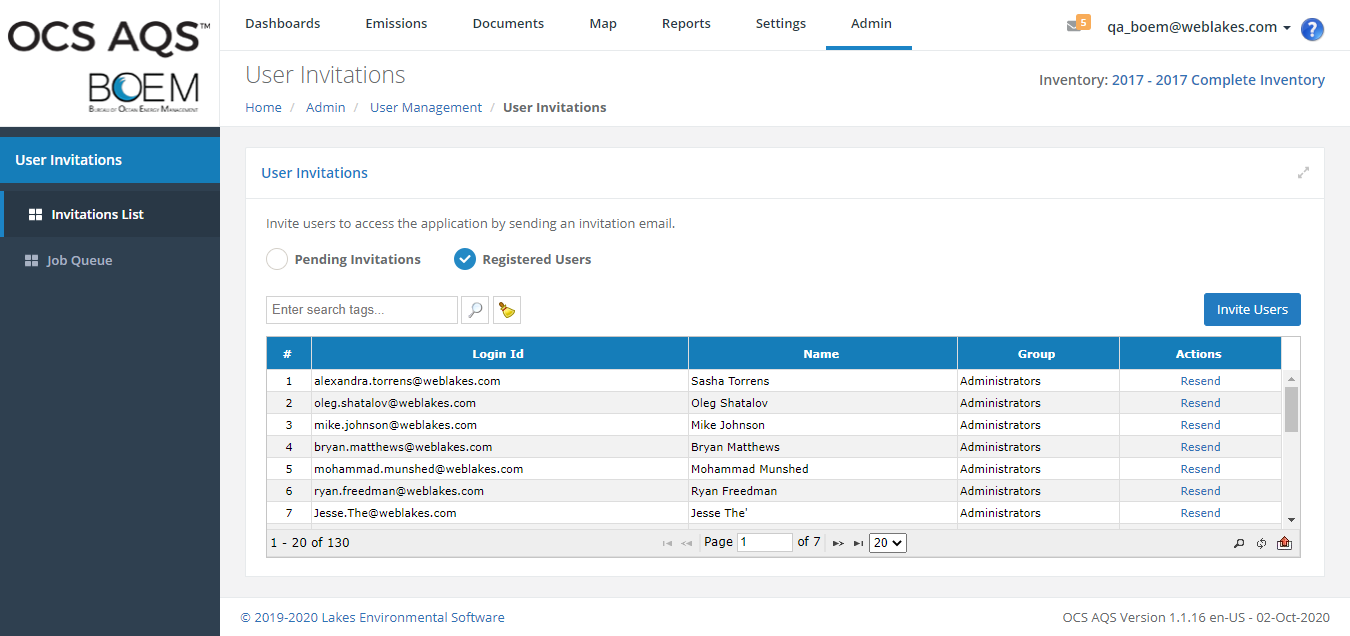 OCS AQS™
BOEM
Bureau of Ocean Energy Management
Dashboards Emissions Documents Map Reports Settings Admin
5 qa_boem@weblakes.com ?
User Invitations
Home / Admin / User Management / User Invitations
Inventory: 2017 - 2017 Complete Inventory
User Invitations
Invitations List
Job Queue
User Invitations
Invite users to access the application by sending an invitation email.
Pending Invitations Registered Users
Enter search tags... Invite Users
# Login Id Name Group Actions
1 alexandra.torrens@weblakes.com Sasha Torrens Administrators Resend
2 oleg.shatalov@weblakes.com Oleg Shatalov Administrators Resend
3 mike.johnson@weblakes.com Mike Johnson Administrators Resend
4 bryan.matthews@weblakes.com Bryan Matthews Administrators Resend
5 mohammad.munshed@weblakes.com Mohammad Munshed Administrators Resend
6 ryan.freedman@weblakes.com Ryan Freedman Administrators Resend
7 Jesse.The@weblakes.com Jesse The' Administrators Resend
1 - 20 of 130 Page 1 of 7 20
© 2019-2020 Lakes Environmental Software OCS AQS Version 1.1.16 en-US - 02-Oct-2020